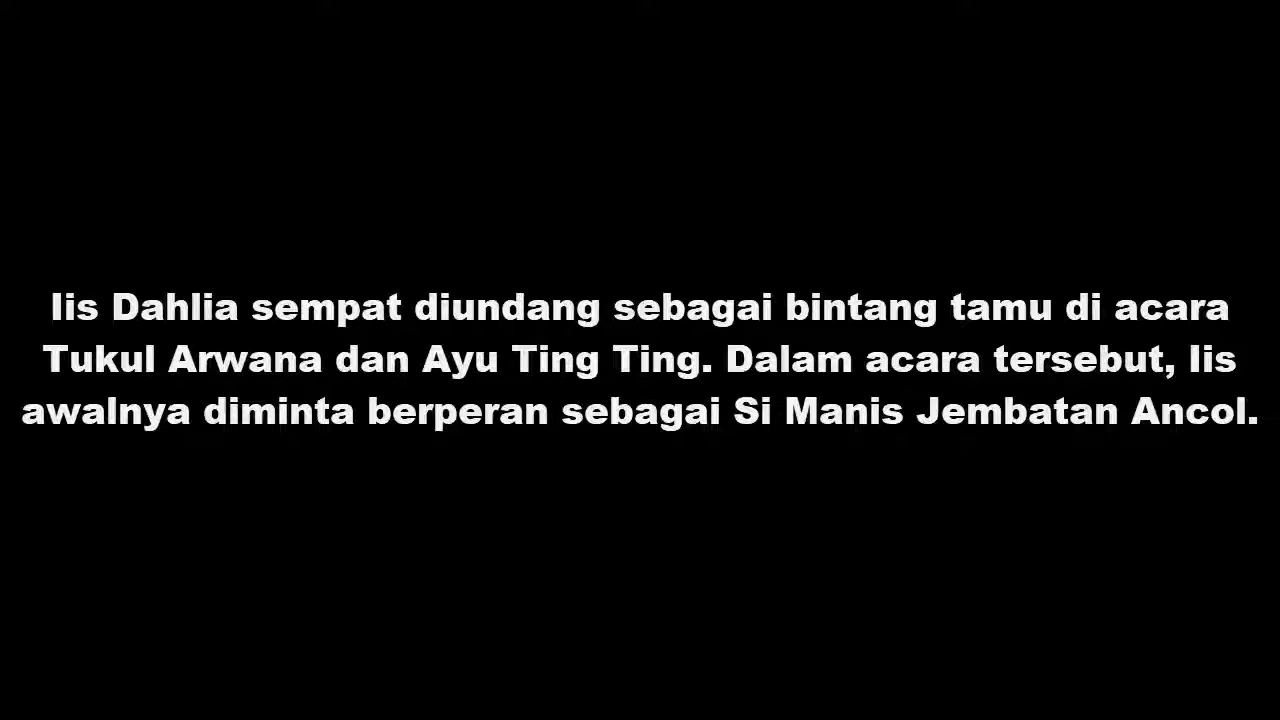 Iis Dahlia sempat diundang sebagai bintang tamu di acara
Tukul Arwana dan Ayu Ting Ting. Dalam acara tersebut, Iis
awalnya diminta berperan sebagai Si Manis Jembatan Ancol.